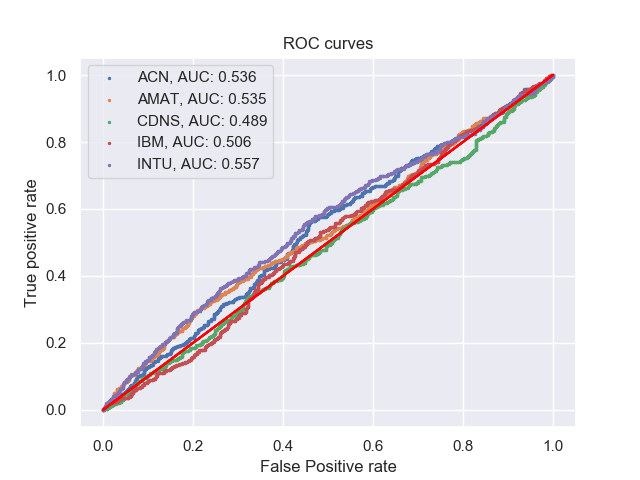 ROC curves
ACN, AUC: 0.536
AMAT, AUC: 0.535
CDNS, AUC: 0.489
IBM, AUC: 0.506
INTU, AUC: 0.557
1.0
0.8
0.6
0.4
0.2
0.0
True positive rate
0.0 0.2 0.4 0.6 0.8 1.0
False Positive rate